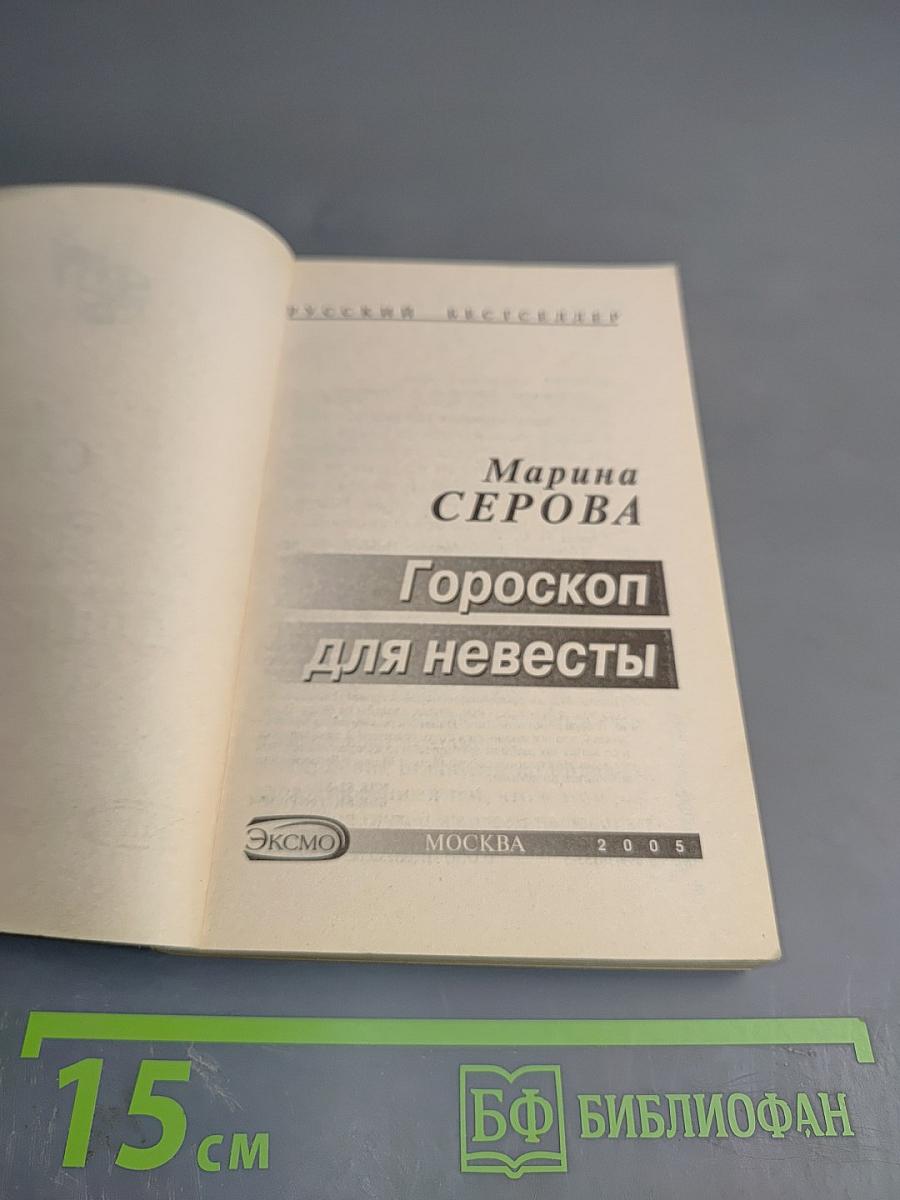 РУССКИЙ БЕСТСЕЛЛЕР
Марина
СЕРОВА
Гороскоп
для невесты
ЭКСМО
МОСКВА 2005
15 см
БФ БИБЛИОФАН